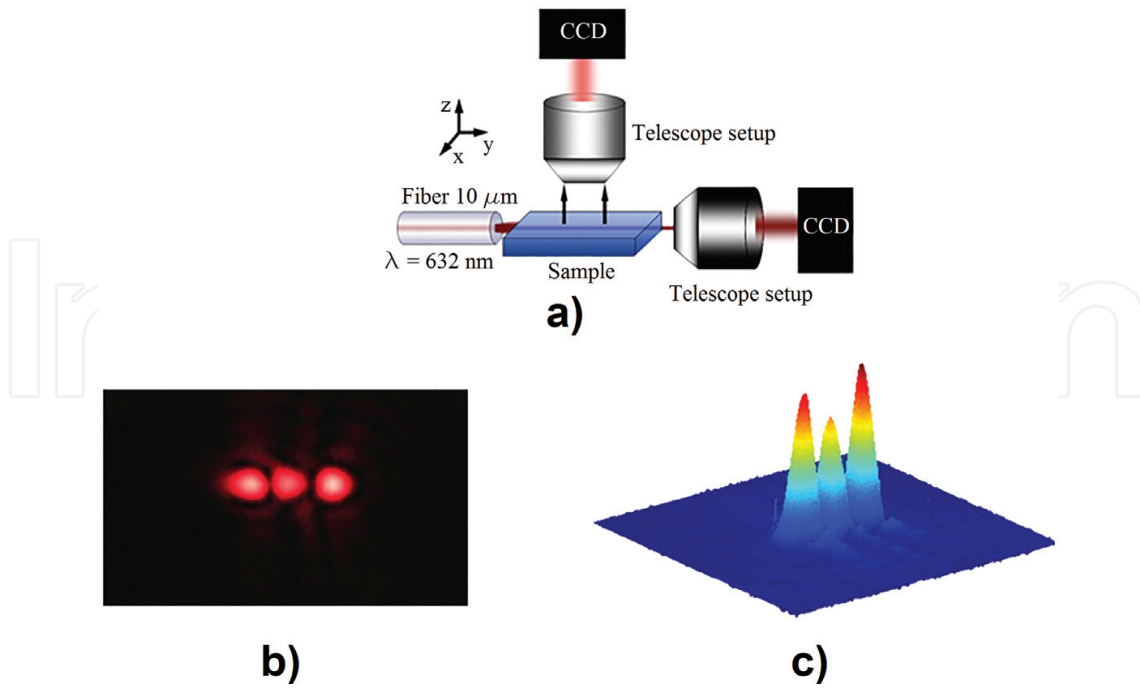 CCD
z
x
y
Telescope setup
Fiber 10 μm
λ = 632 nm
Sample
CCD
Telescope setup
a)
b)
c)